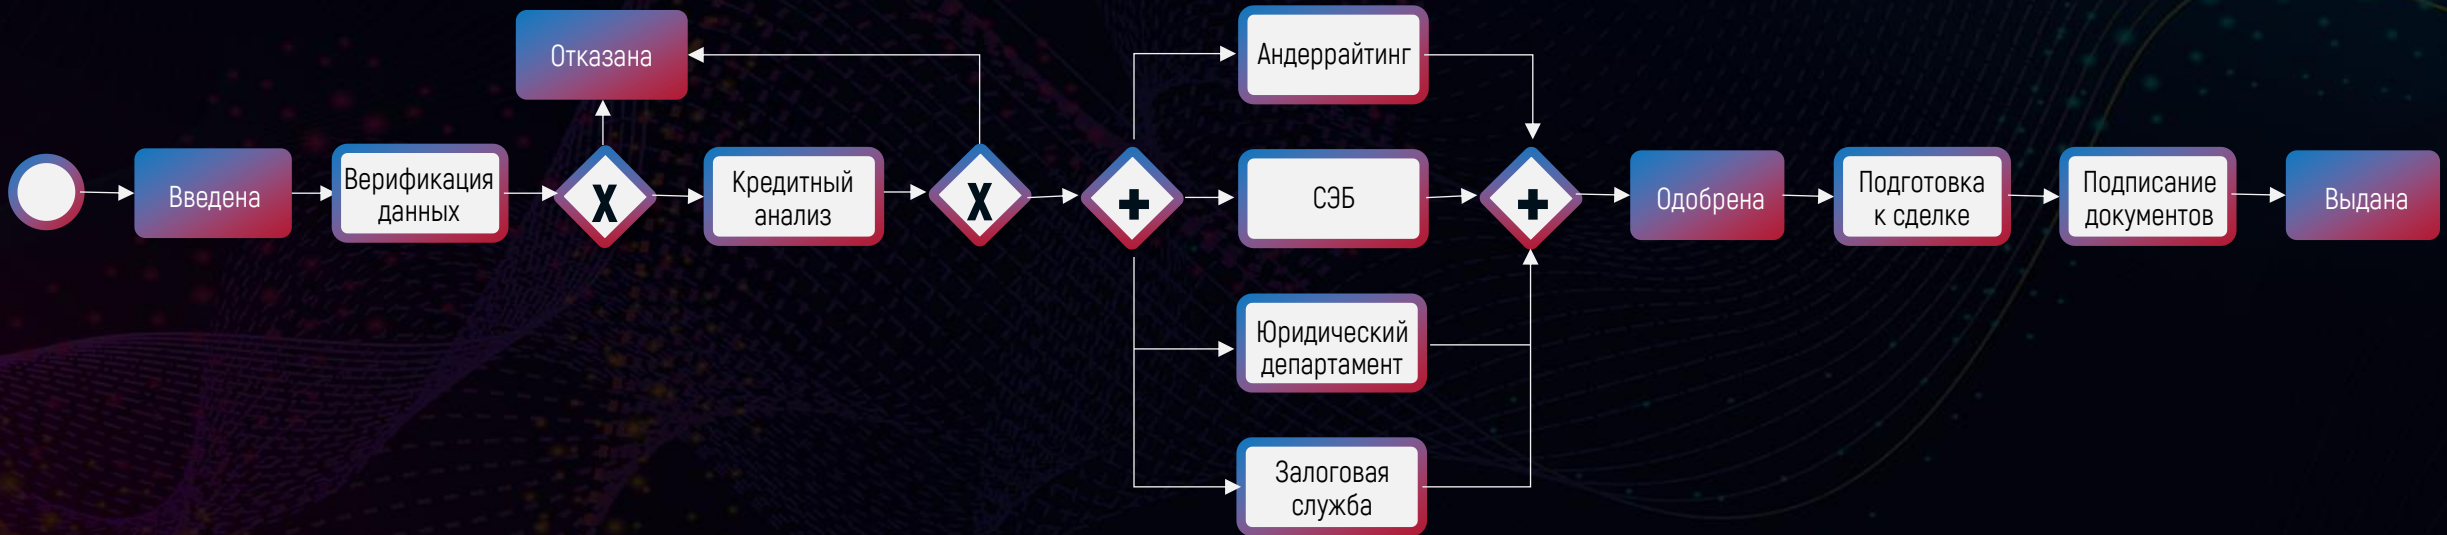 Отказана
Введена
Верификация
данных
X
Кредитный
анализ
X
+
Андеррайтинг
СЭБ
Юридический
департамент
Залоговая
служба
+
Одобрена
Подготовка
к сделке
Подписание
документов
Выдана